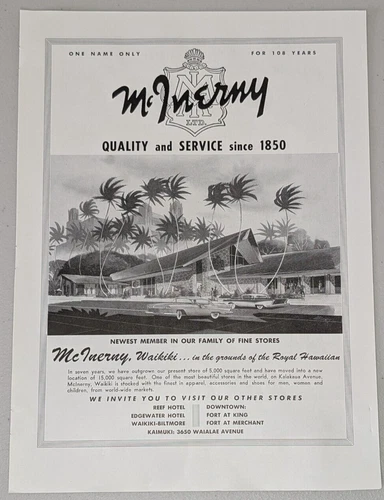 ONE NAME ONLY
FOR 108 YEARS
McInerny
LTD.
QUALITY and SERVICE since 1850
NEWEST MEMBER IN OUR FAMILY OF FINE STORES
McInerny, Waikiki... in the grounds of the Royal Hawaiian
In seven years, we have outgrown our present store of 5,000 square feet and have moved into a new
location of 15,000 square feet. One of the most beautiful stores in the world, on Kalakaua Avenue,
McInerny, Waikiki is stocked with the finest in apparel, accessories and shoes for men, women and
children, from world-wide markets.
WE INVITE YOU TO VISIT OUR OTHER STORES
REEF HOTEL
EDGEWATER HOTEL
WAIKIKI-BILTMORE
DOWNTOWN:
FORT AT KING
FORT AT MERCHANT
KAIMUKI: 3650 WAIALAE AVENUE